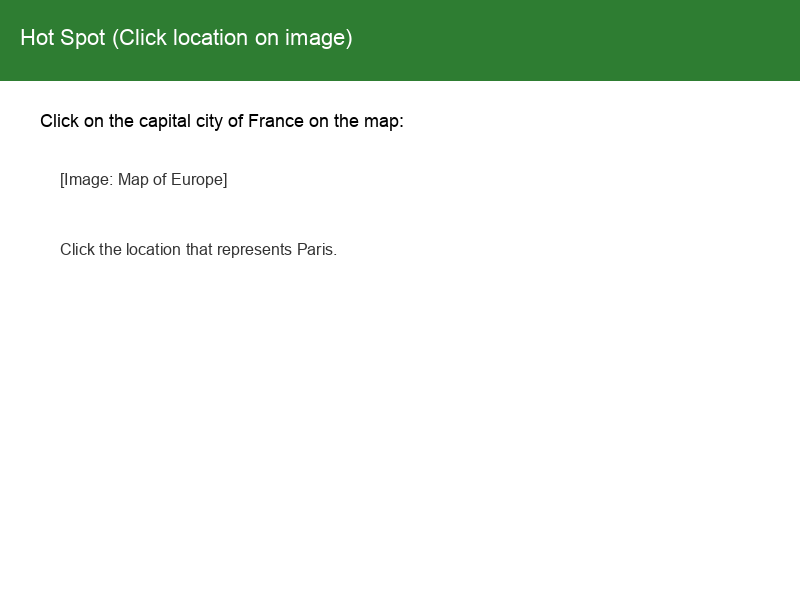 Hot Spot (Click location on image)
Click on the capital city of France on the map:
[Image: Map of Europe]
Click the location that represents Paris.